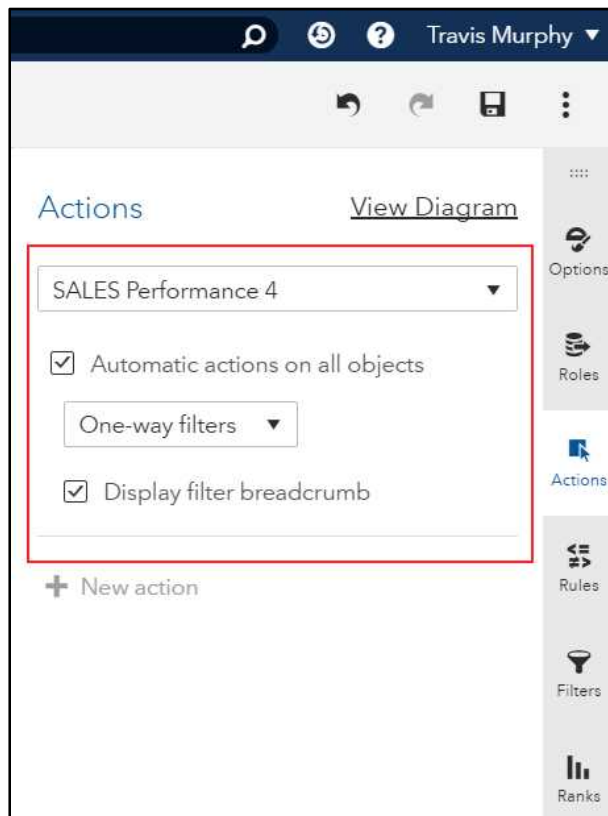 Travis Murphy
Actions View Diagram
SALES Performance 4
Automatic actions on all objects
One-way filters
Display filter breadcrumb
New action
Options
Roles
Actions
Rules
Filters
Ranks